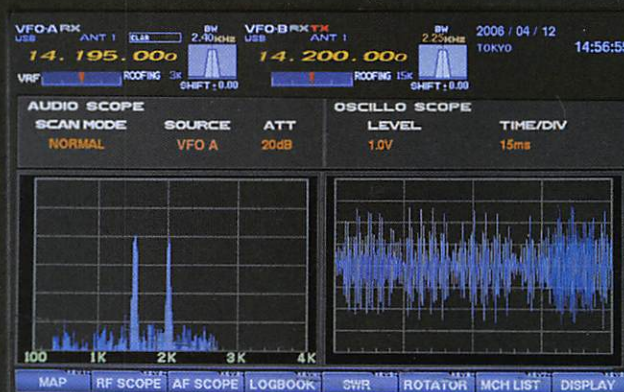 VFO-A RX
USB ANT 1 CLAR
BW
2.40KHz
14.195.000
VRF ROOFING 3K
SHIFT ± 0.00
VFO-B RX TX
USB ANT 1
BW
2.25KHz
14.200.000
ROOFING 15K
SHIFT ± 0.00
2006 / 04 / 12
TOKYO 14:56:55
AUDIO SCOPE
SCAN MODE SOURCE ATT
NORMAL VFO A 20dB
OSCILLO SCOPE
LEVEL TIME/DIV
1.0V 15ms
100 1K 2K 3K 4K
MAP RF SCOPE AF SCOPE LOGBOOK SWR ROTATOR MCH LIST DISPLAY